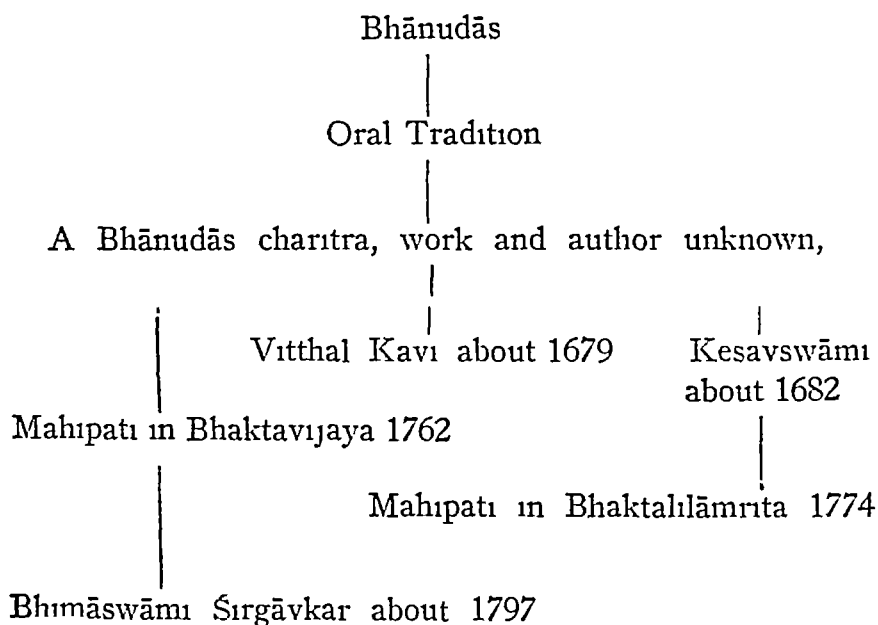 Bhānudās
Oral Tradition
A Bhānudās charitra, work and author unknown,
Vitthal Kavi about 1679 Kesavswāmi
about 1682
Mahipati in Bhaktavijaya 1762
Mahipati in Bhaktalilāmrita 1774
Bhimāswāmi Śirgāvkar about 1797